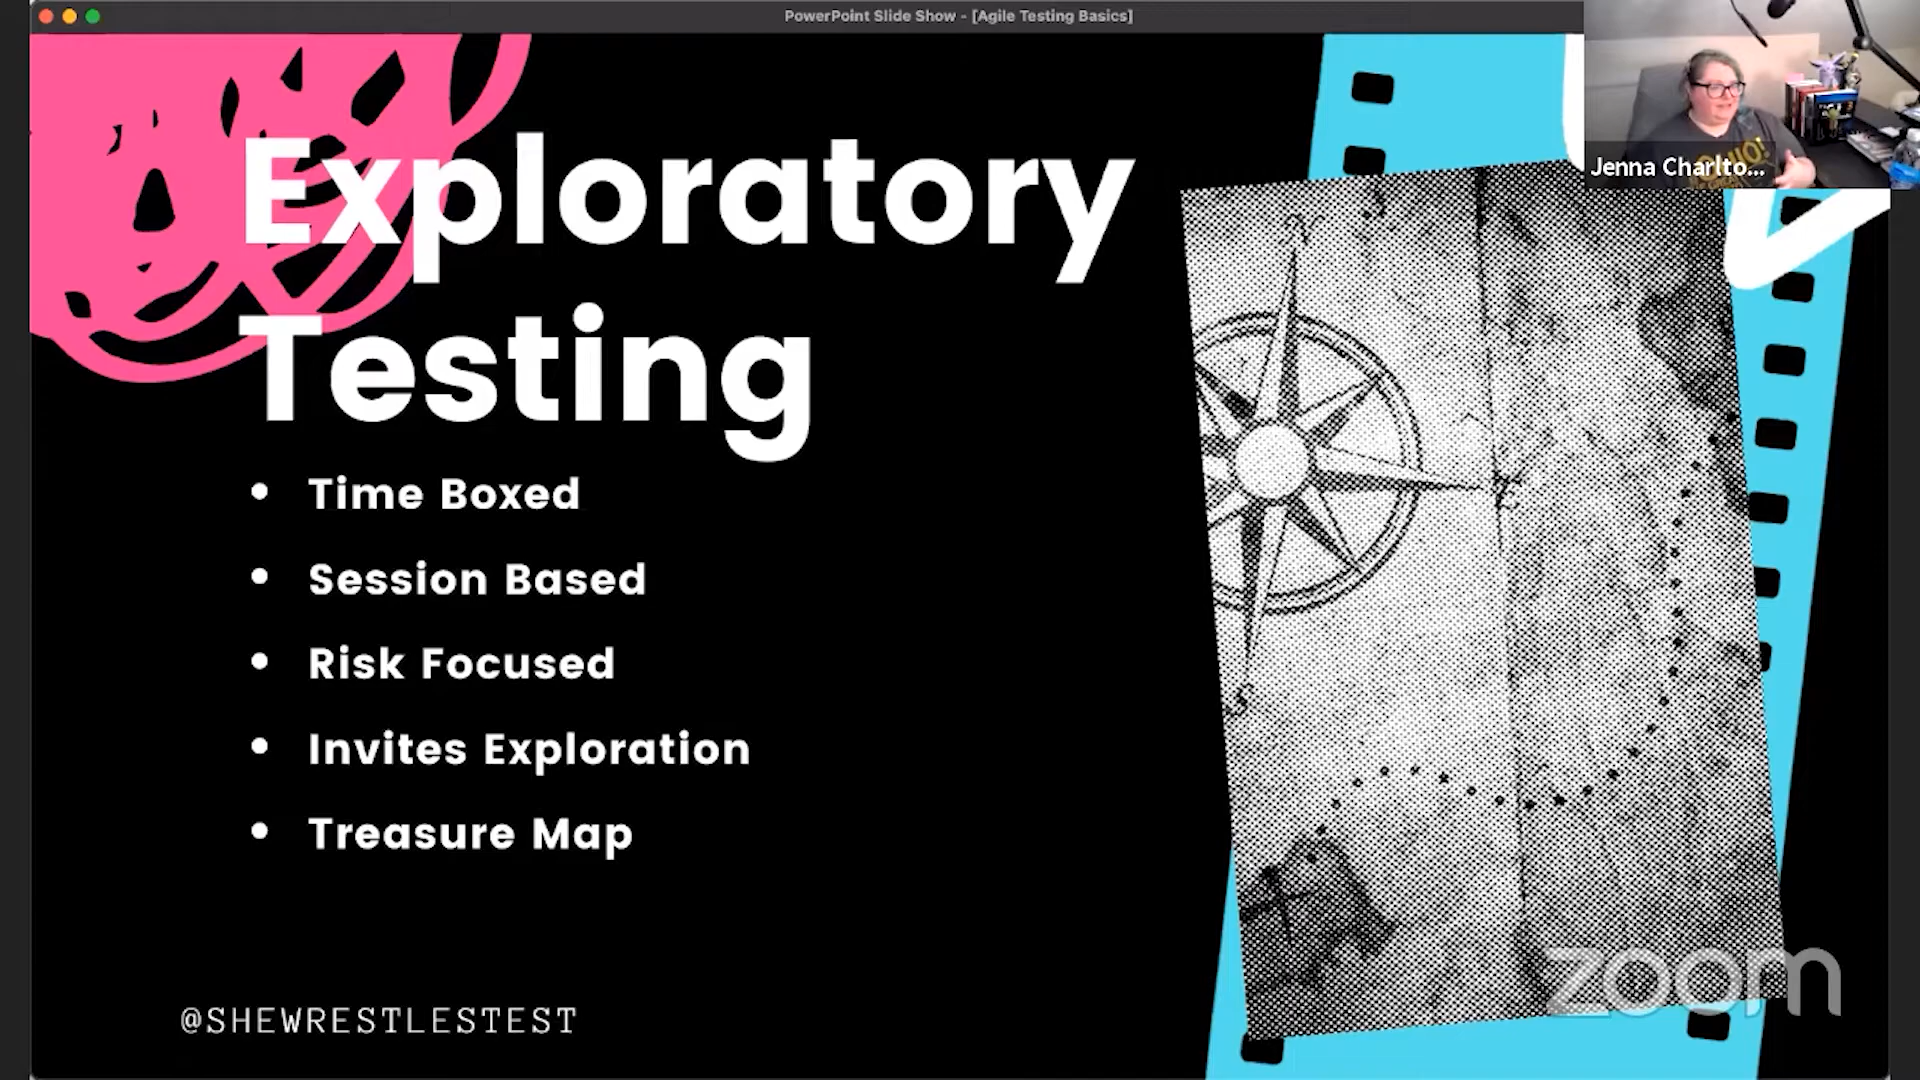 PowerPoint Slide Show - [Agile Testing Basics]
Jenna Charlto...
Exploratory
Testing
• Time Boxed
• Session Based
• Risk Focused
• Invites Exploration
• Treasure Map
@SHEWRESTLESTEST
zoom